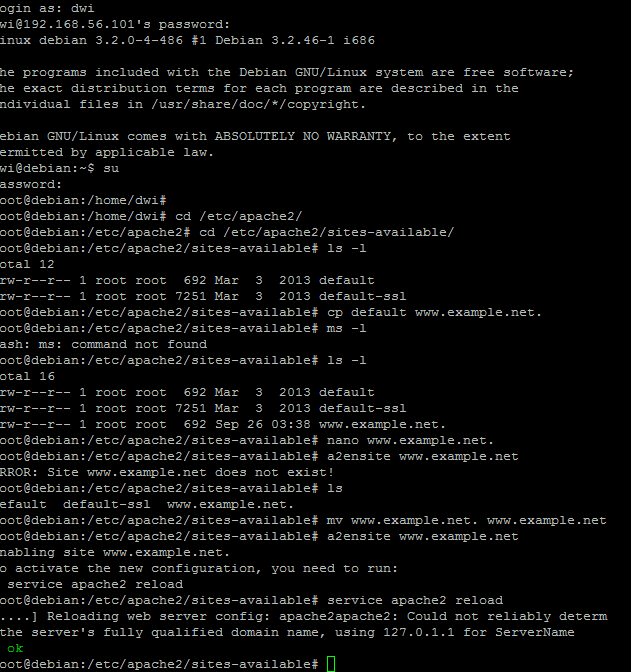 ogin as: dwi
wi@192.168.56.101's password:
inux debian 3.2.0-4-486 #1 Debian 3.2.46-1 i686
he programs included with the Debian GNU/Linux system are free software;
he exact distribution terms for each program are described in the
ndividual files in /usr/share/doc/*/copyright.
ebian GNU/Linux comes with ABSOLUTELY NO WARRANTY, to the extent
ermitted by applicable law.
wi@debian:~$ su
assword:
oot@debian:/home/dwi#
oot@debian:/home/dwi# cd /etc/apache2/
oot@debian:/etc/apache2# cd /etc/apache2/sites-available/
oot@debian:/etc/apache2/sites-available# ls -l
otal 12
rw-r--r-- 1 root root  692 Mar  3  2013 default
rw-r--r-- 1 root root 7251 Mar  3  2013 default-ssl
oot@debian:/etc/apache2/sites-available# cp default www.example.net.
oot@debian:/etc/apache2/sites-available# ms -l
ash: ms: command not found
oot@debian:/etc/apache2/sites-available# ls -l
otal 16
rw-r--r-- 1 root root  692 Mar  3  2013 default
rw-r--r-- 1 root root 7251 Mar  3  2013 default-ssl
rw-r--r-- 1 root root  692 Sep 26 03:38 www.example.net.
oot@debian:/etc/apache2/sites-available# nano www.example.net.
oot@debian:/etc/apache2/sites-available# a2ensite www.example.net
RROR: Site www.example.net does not exist!
oot@debian:/etc/apache2/sites-available# ls
efault  default-ssl  www.example.net.
oot@debian:/etc/apache2/sites-available# mv www.example.net. www.example.net
oot@debian:/etc/apache2/sites-available# a2ensite www.example.net
nabling site www.example.net.
o activate the new configuration, you need to run:
service apache2 reload
oot@debian:/etc/apache2/sites-available# service apache2 reload
....] Reloading web server config: apache2apache2: Could not reliably determ
the server's fully qualified domain name, using 127.0.1.1 for ServerName
ok
oot@debian:/etc/apache2/sites-available#